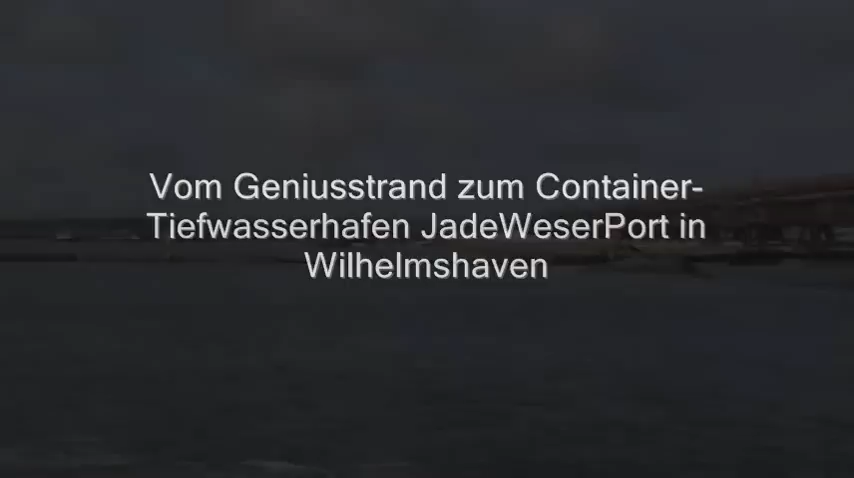 Vom Geniusstrand zum Container-
Tiefwasserhafen JadeWeserPort in
Wilhelmshaven